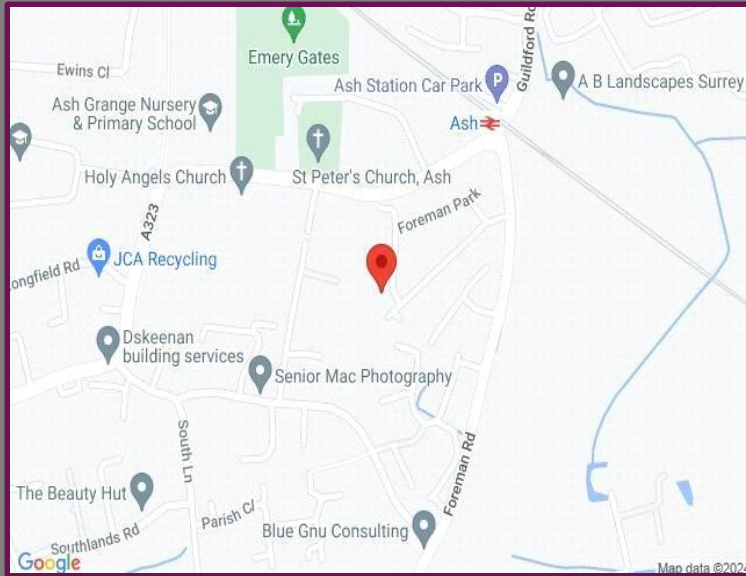 Emery Gates
Guildford Ro
Ewins Cl
Ash Station Car Park
P
A B Landscapes Surrey
Ash Grange Nursery
& Primary School
Ash
Holy Angels Church
St Peter's Church, Ash
A323
Foreman Park
JCA Recycling
ongfield Rd
Dskeenan
building services
Senior Mac Photography
South Ln
Foreman Rd
The Beauty Hut
Parish Cl
Blue Gnu Consulting
Southlands Rd
Google
Map data ©2024